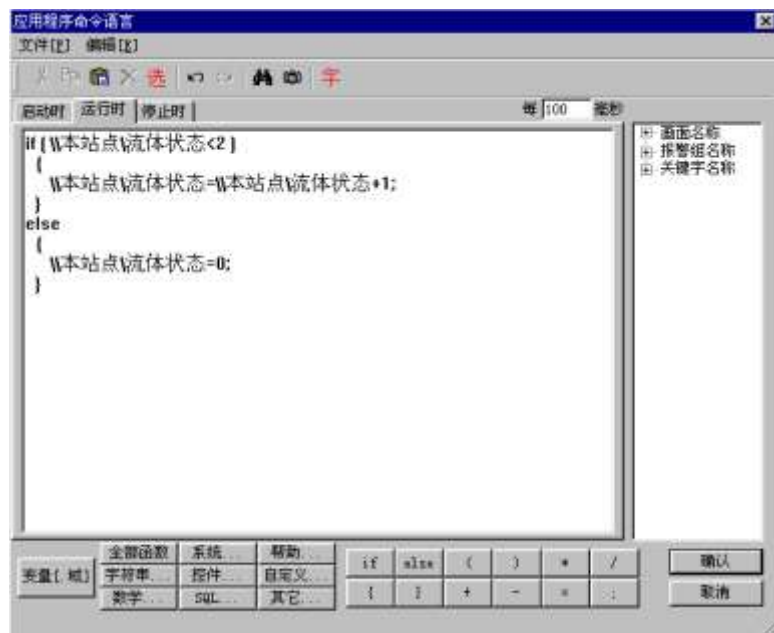 应用程序命令语言
文件[F] 编辑[E]
选 字
启动时 运行时 停止时 每 100 毫秒
if (\\本站点\流体状态<2 )
{
\\本站点\流体状态=\\本站点\流体状态+1;
}
else
{
\\本站点\流体状态=0;
}
画面名称
报警组名称
关键字名称
变量[.域]
全部函数 系统... 帮助...
字符串... 控件... 自定义...
数学... SQL... 其它...
if else ( ) * /
{ } + - = ;
确认
取消